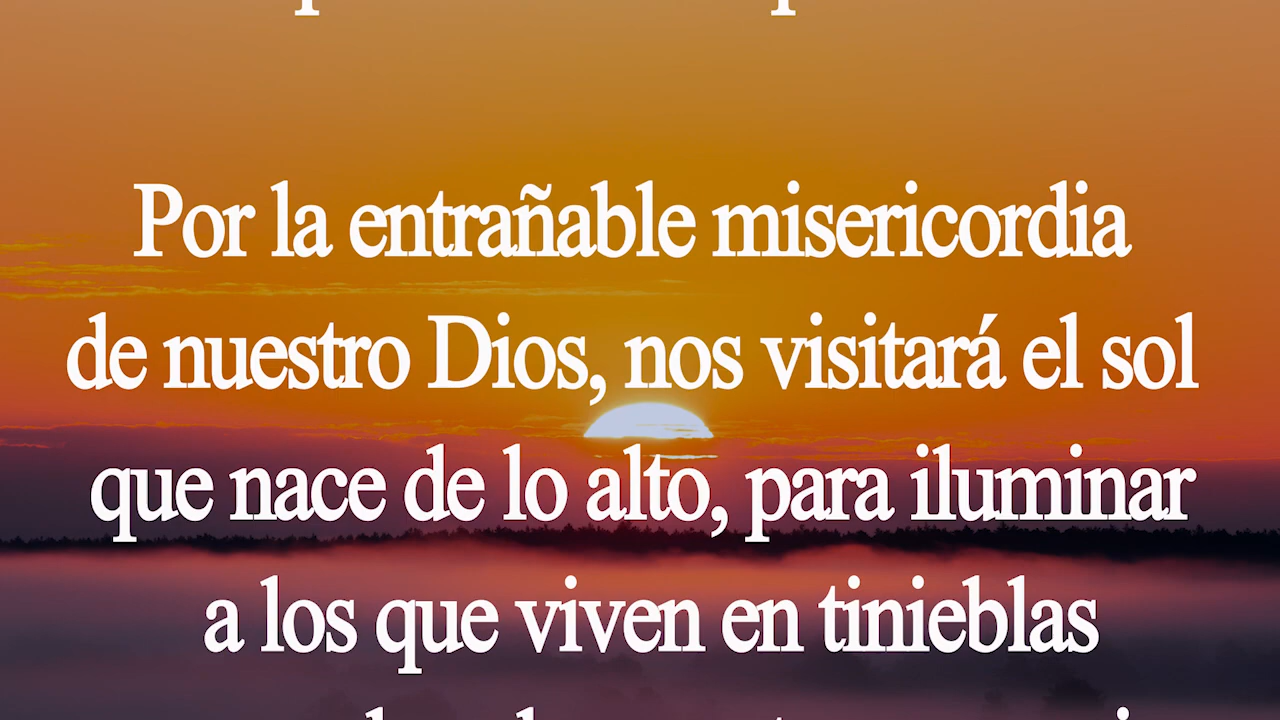 Por la entrañable misericordia
de nuestro Dios, nos visitará el sol
que nace de lo alto, para iluminar
a los que viven en tinieblas